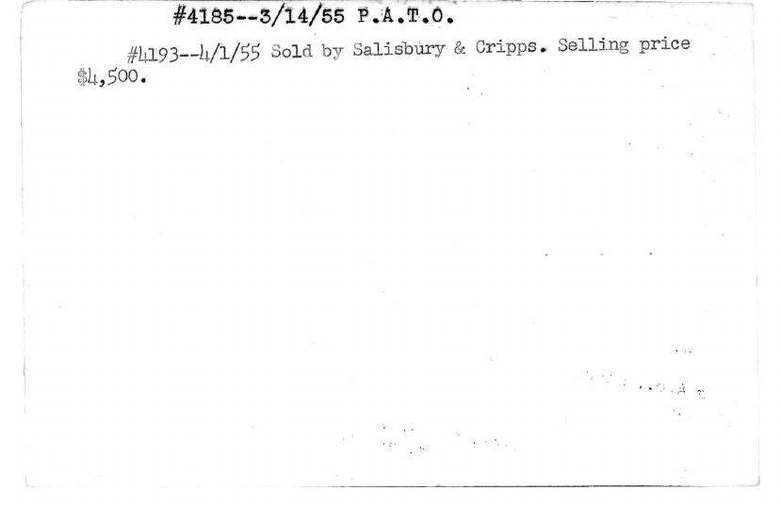 #4185--3/14/55 P.A.T.O.
#4193--4/1/55 Sold by Salisbury & Cripps. Selling price
$4,500.